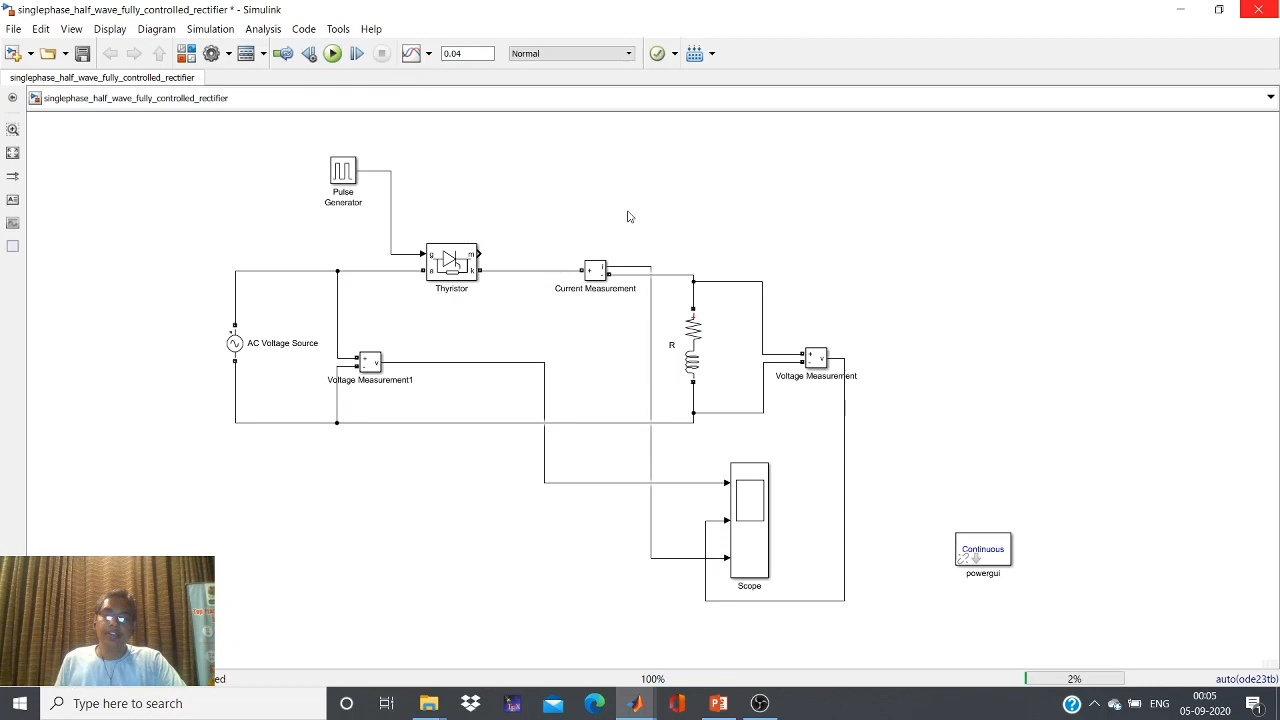 singlephase_half_wave_fully_controlled_rectifier * - Simulink
File Edit View Display Diagram Simulation Analysis Code Tools Help
0.04 Normal
singlephase_half_wave_fully_controlled_rectifier
singlephase_half_wave_fully_controlled_rectifier
Pulse
Generator
g m
a k
Thyristor
+ i
-
Current Measurement
AC Voltage Source
+ v
-
Voltage Measurement1
+
R
+ v
-
Voltage Measurement
Scope
Continuous
powergui
ed 100% 2% auto(ode23tb)
Type here to search
ENG
00:05
05-09-2020